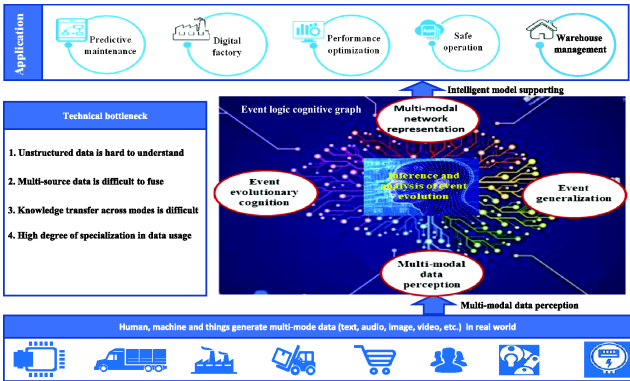 Application
Predictive
maintenance
Digital
factory
Performance
optimization
Safe
operation
Warehouse
management
Intelligent model supporting
Technical bottleneck
1. Unstructured data is hard to understand
2. Multi-source data is difficult to fuse
3. Knowledge transfer across modes is difficult
4. High degree of specialization in data usage
Event logic cognitive graph
Multi-modal
network
representation
Event
evolutionary
cognition
Inference and
analysis of event
evolution
Event
generalization
Multi-modal
data
perception
Multi-modal data perception
Human, machine and things generate multi-mode data (text, audio, image, video, etc.) in real world